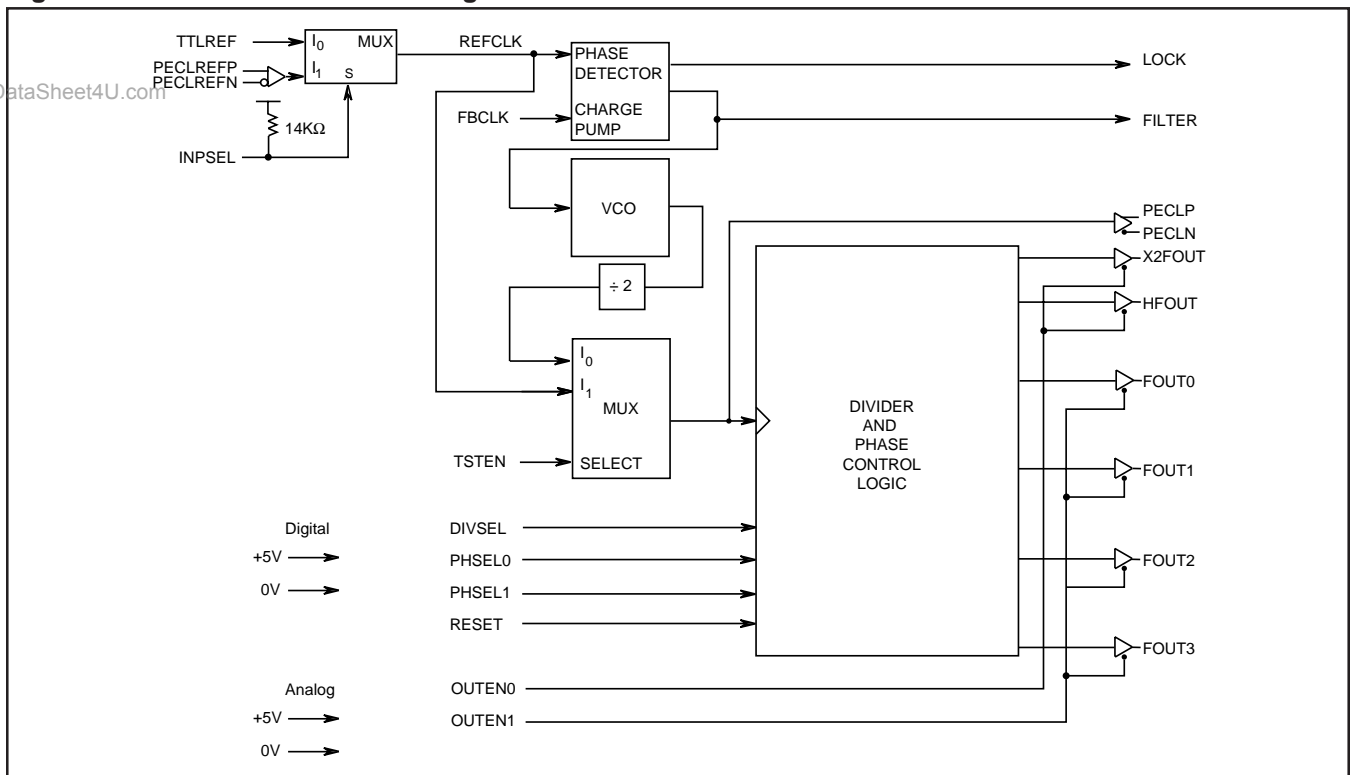 TTLREF
I0 MUX
REFCLK
PECLREFP
PECLREFN
I1 S
DataSheet4U.com
14KΩ
INPSEL
PHASE
DETECTOR
FBCLK
CHARGE
PUMP
LOCK
FILTER
VCO
÷ 2
PECLP
PECLN
X2FOUT
HFOUT
I0
I1
MUX
TSTEN
SELECT
DIVIDER
AND
PHASE
CONTROL
LOGIC
FOUT0
FOUT1
FOUT2
FOUT3
Digital
+5V
0V
DIVSEL
PHSEL0
PHSEL1
RESET
Analog
+5V
0V
OUTEN0
OUTEN1